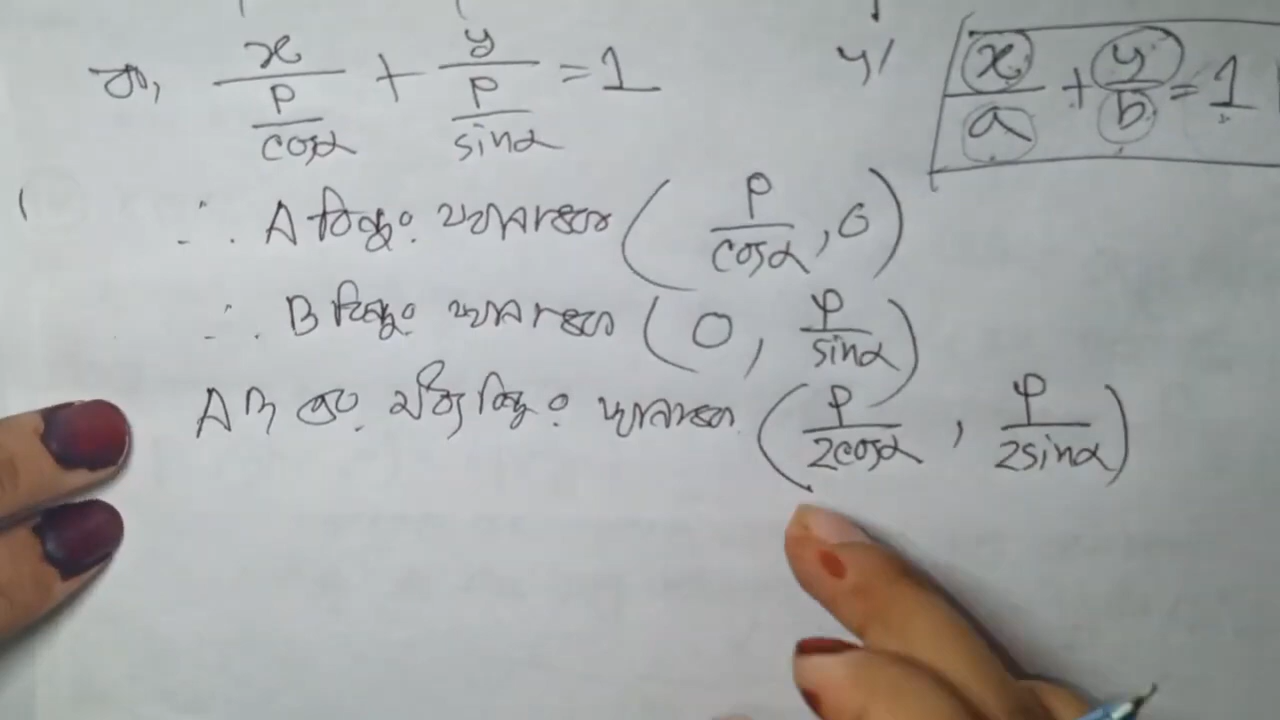 বা, x/(P/cosα) + y/(P/sinα) = 1
y/
x/a + y/b = 1
∴ A বিন্দুর স্থানাঙ্ক (P/cosα, 0)
∴ B বিন্দুর স্থানাঙ্ক (0, P/sinα)
AB এর মধ্যবিন্দুর স্থানাঙ্ক (P/2cosα, P/2sinα)